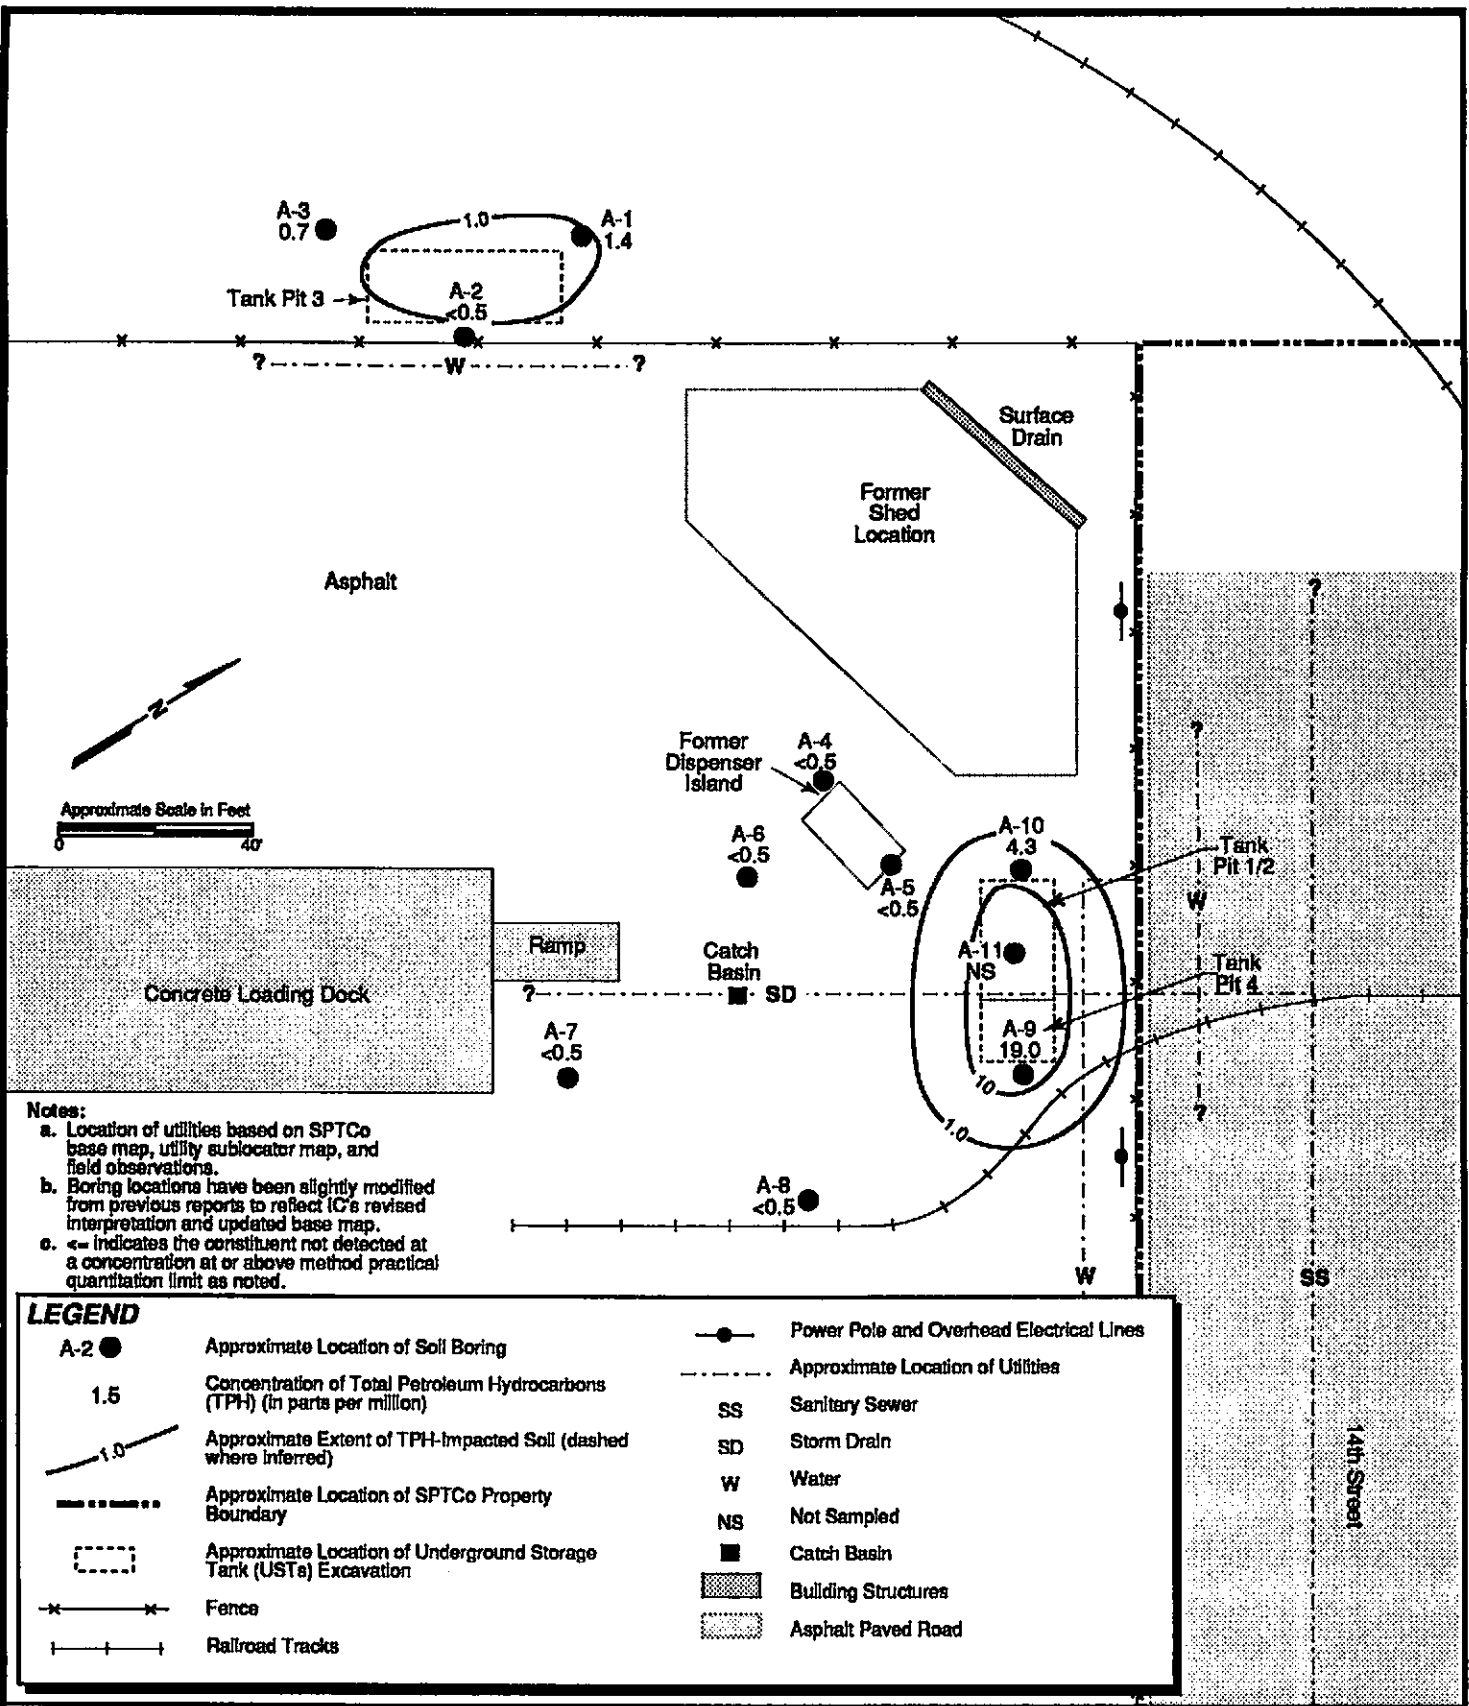 A-3
0.7
1.0
A-1
1.4
Tank Pit 3
A-2
<0.5
?
W
?
Surface
Drain
Former
Shed
Location
Asphalt
?
N
Approximate Scale in Feet
0
40'
Former
Dispenser
Island
A-4
<0.5
?
A-6
<0.5
A-5
<0.5
A-10
4.3
Tank
Pit 1/2
W
Ramp
Catch
Basin
A-11
NS
Tank
Pit 4
Concrete Loading Dock
?
SD
A-7
<0.5
A-9
19.0
10
1.0
?
Notes:
a. Location of utilities based on SPTCo
base map, utility sublocator map, and
field observations.
b. Boring locations have been slightly modified
from previous reports to reflect IC's revised
interpretation and updated base map.
c. <= indicates the constituent not detected at
a concentration at or above method practical
quantitation limit as noted.
A-8
<0.5
W
SS
14th Street
LEGEND
A-2
Approximate Location of Soil Boring
1.5
Concentration of Total Petroleum Hydrocarbons
(TPH) (in parts per million)
1.0
Approximate Extent of TPH-Impacted Soil (dashed
where inferred)
Approximate Location of SPTCo Property
Boundary
Approximate Location of Underground Storage
Tank (USTs) Excavation
Fence
Railroad Tracks
Power Pole and Overhead Electrical Lines
Approximate Location of Utilities
SS Sanitary Sewer
SD Storm Drain
W Water
NS Not Sampled
Catch Basin
Building Structures
Asphalt Paved Road